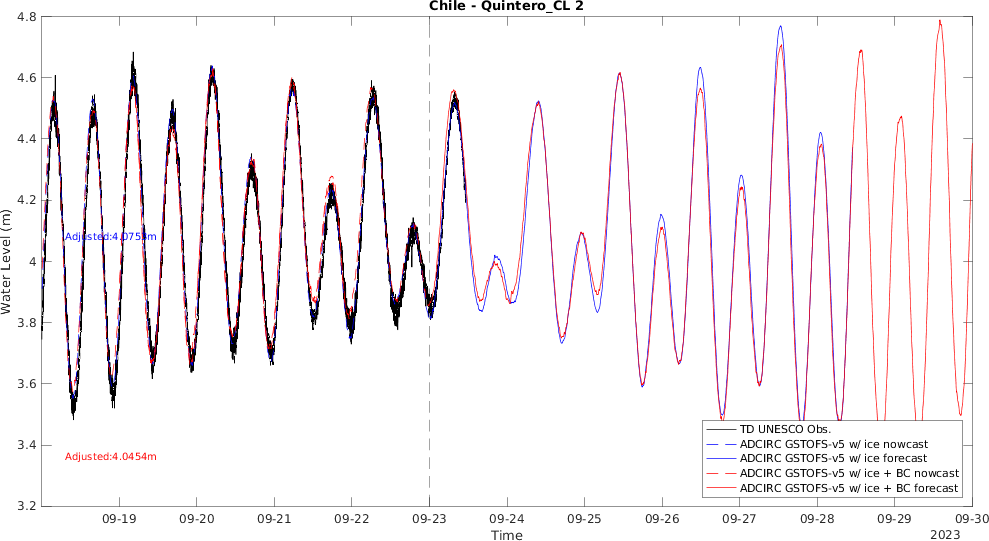 Chile - Quintero_CL 2
4.8
4.6
4.4
4.2
4
3.8
3.6
3.4
3.2
Water Level (m)
Adjusted:4.0753m
Adjusted:4.0454m
TD UNESCO Obs.
ADCIRC GSTOFS-v5 w/ ice nowcast
ADCIRC GSTOFS-v5 w/ ice forecast
ADCIRC GSTOFS-v5 w/ ice + BC nowcast
ADCIRC GSTOFS-v5 w/ ice + BC forecast
09-19 09-20 09-21 09-22 09-23 09-24 09-25 09-26 09-27 09-28 09-29 09-30
Time
2023